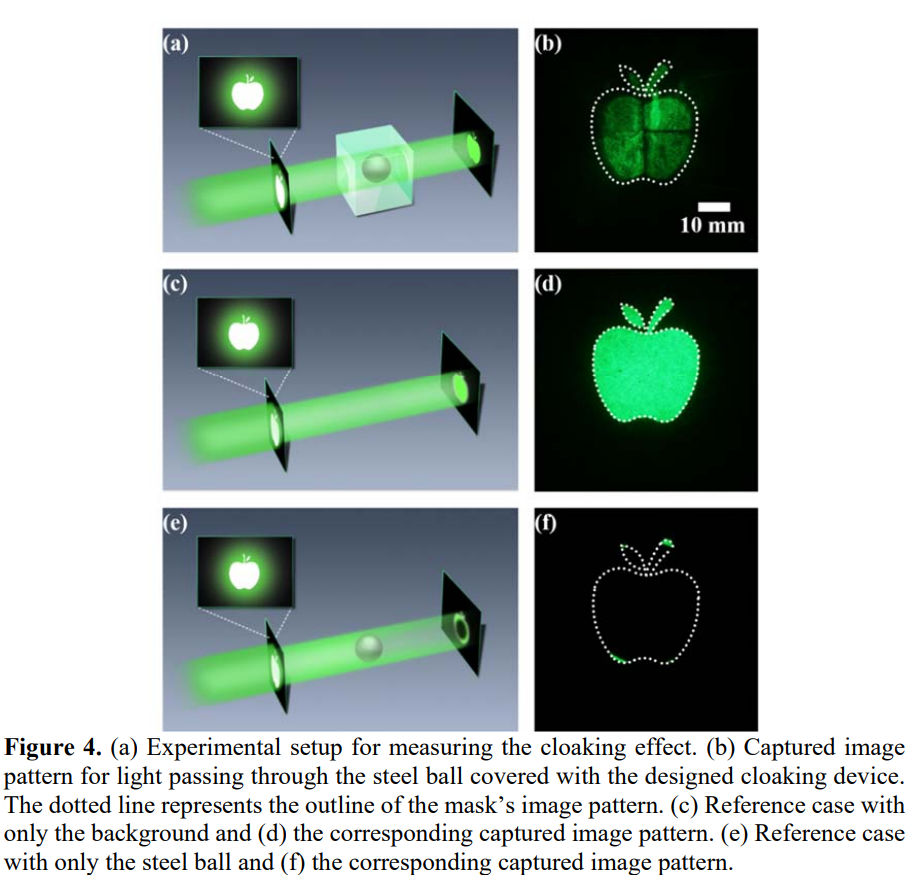 (a)
(b)
10 mm
(c)
(d)
(e)
(f)
Figure 4. (a) Experimental setup for measuring the cloaking effect. (b) Captured image
pattern for light passing through the steel ball covered with the designed cloaking device.
The dotted line represents the outline of the mask’s image pattern. (c) Reference case with
only the background and (d) the corresponding captured image pattern. (e) Reference case
with only the steel ball and (f) the corresponding captured image pattern.